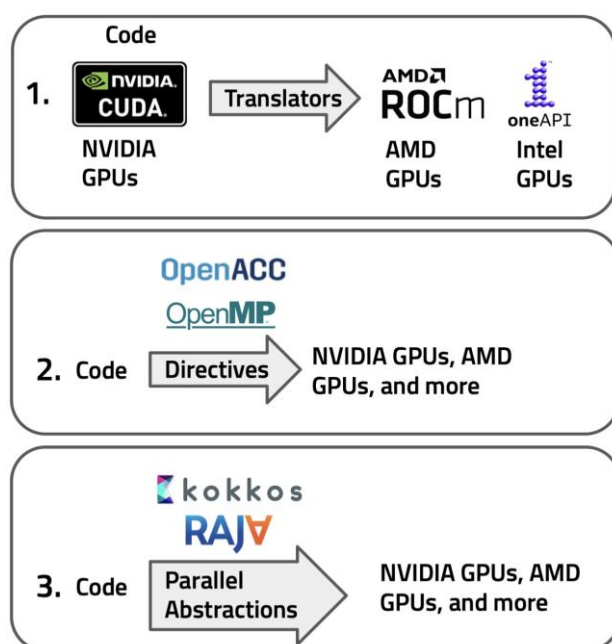 Code
1.
NVIDIA.
CUDA.
Translators
AMD
ROCm
oneAPI
NVIDIA
GPUs
AMD
GPUs
Intel
GPUs
OpenACC
OpenMP
2. Code
Directives
NVIDIA GPUs, AMD
GPUs, and more
kokkos
RAJA
3. Code
Parallel
Abstractions
NVIDIA GPUs, AMD
GPUs, and more